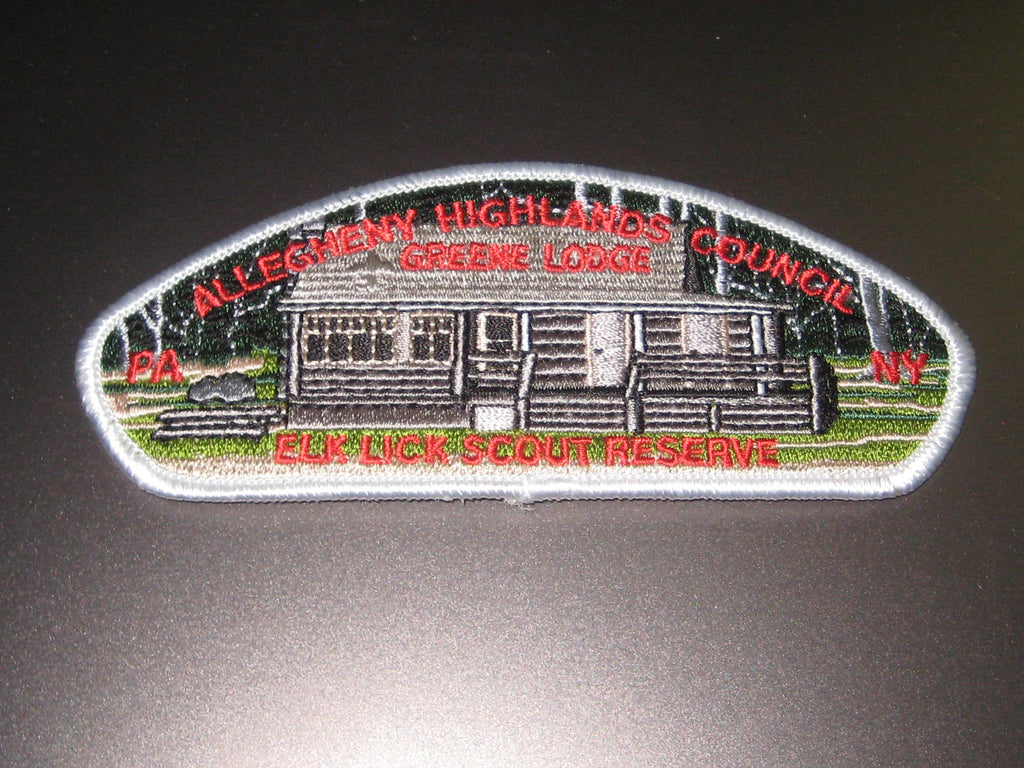 ALLEGHENY HIGHLANDS COUNCIL
GREENE LODGE
PA
NY
ELK LICK SCOUT RESERVE